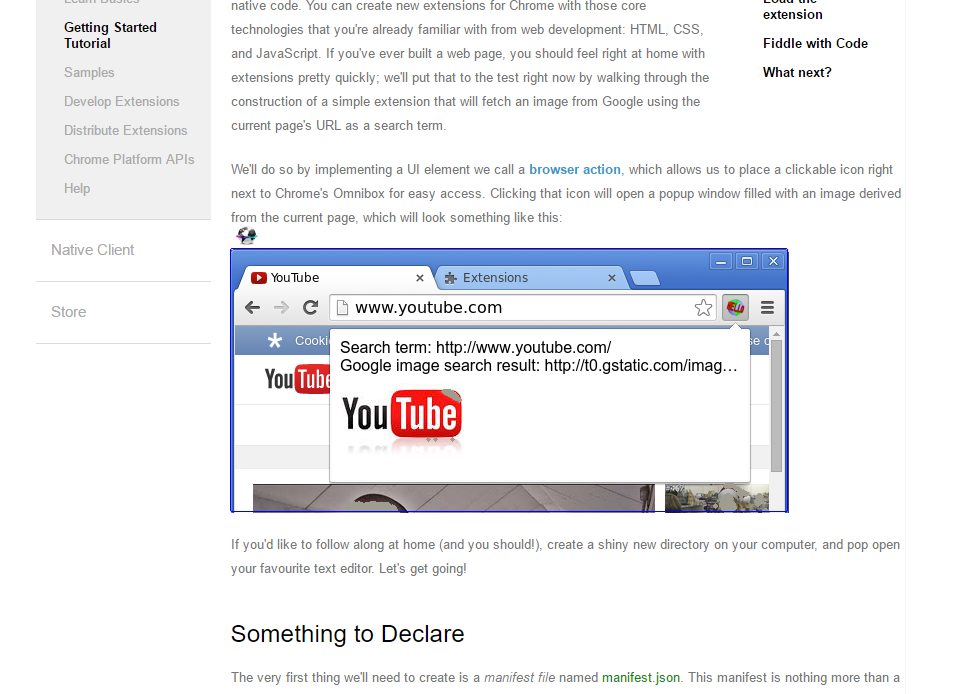 Learn Basics
Getting Started
Tutorial
Samples
Develop Extensions
Distribute Extensions
Chrome Platform APIs
Help
Native Client
Store
native code. You can create new extensions for Chrome with those core
technologies that you're already familiar with from web development: HTML, CSS,
and JavaScript. If you've ever built a web page, you should feel right at home with
extensions pretty quickly; we'll put that to the test right now by walking through the
construction of a simple extension that will fetch an image from Google using the
current page's URL as a search term.
Load the
extension
Fiddle with Code
What next?
We'll do so by implementing a UI element we call a browser action, which allows us to place a clickable icon right
next to Chrome's Omnibox for easy access. Clicking that icon will open a popup window filled with an image derived
from the current page, which will look something like this:
YouTube
Extensions
www.youtube.com
Cooki
se c
Search term: http://www.youtube.com/
Google image search result: http://t0.gstatic.com/imag…
YouTube
YouTube
If you'd like to follow along at home (and you should!), create a shiny new directory on your computer, and pop open
your favourite text editor. Let's get going!
Something to Declare
The very first thing we'll need to create is a manifest file named manifest.json. This manifest is nothing more than a